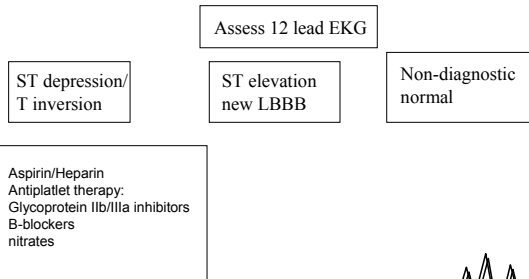 Assess 12 lead EKG
ST depression/
T inversion
ST elevation
new LBBB
Non-diagnostic
normal
Aspirin/Heparin
Antiplatlet therapy:
Glycoprotein IIb/IIIa inhibitors
B-blockers
nitrates